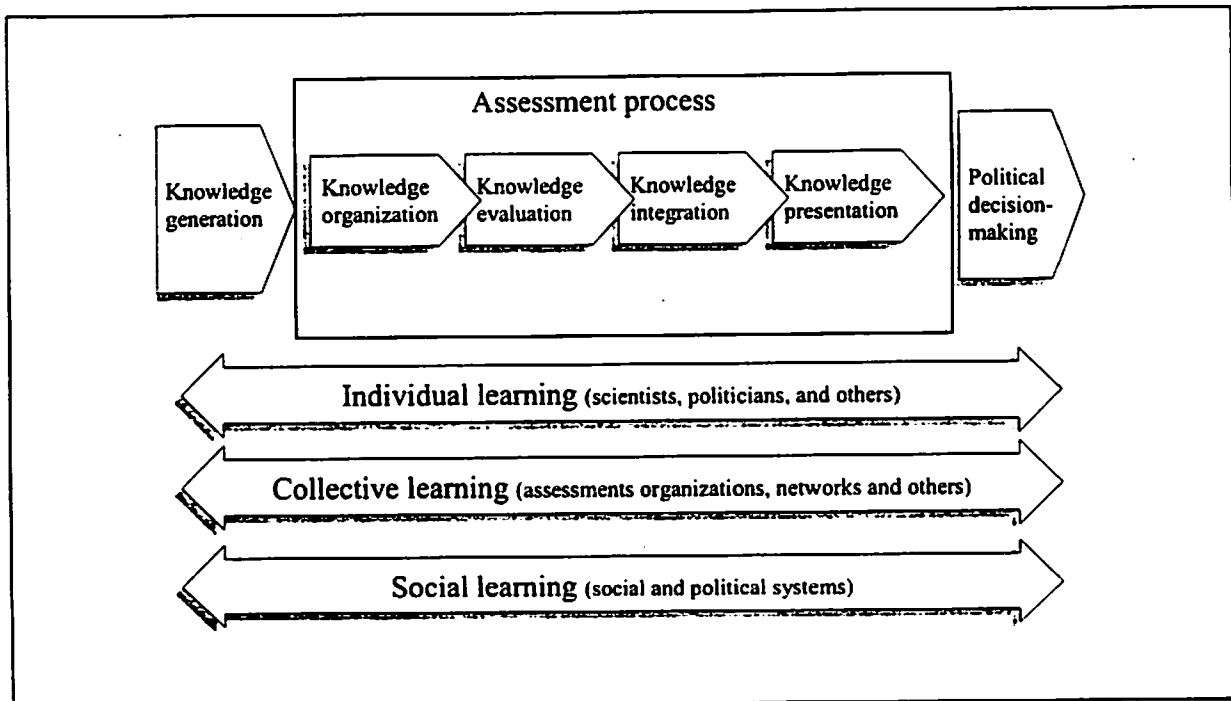 Assessment process
Knowledge
generation
Knowledge
organization
Knowledge
evaluation
Knowledge
integration
Knowledge
presentation
Political
decision-
making
Individual learning (scientists, politicians, and others)
Collective learning (assessments organizations, networks and others)
Social learning (social and political systems)